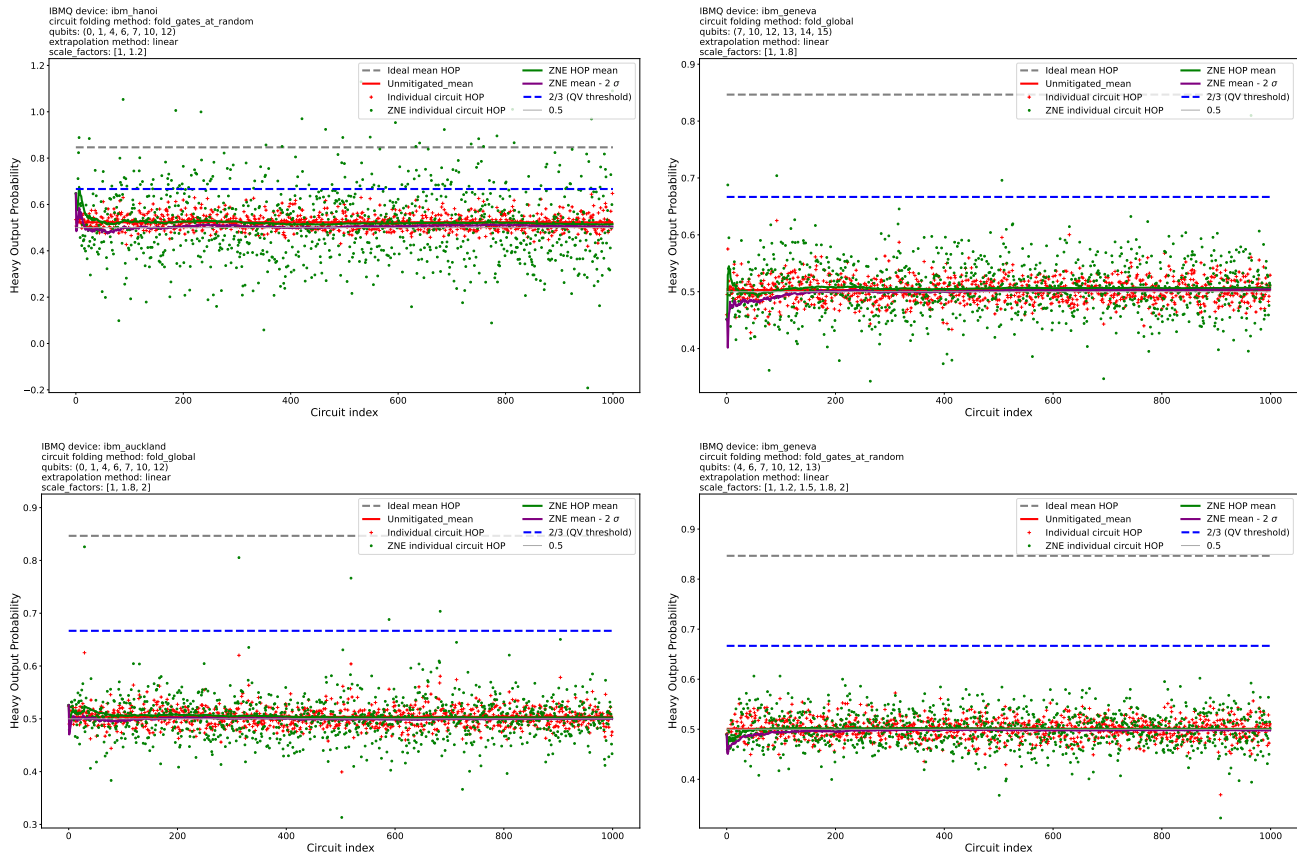 IBMQ device: ibm_hanoi
circuit folding method: fold_gates_at_random
qubits: (0, 1, 4, 6, 7, 10, 12)
extrapolation method: linear
scale_factors: [1, 1.2]
Ideal mean HOP
Unmitigated_mean
Individual circuit HOP
ZNE individual circuit HOP
ZNE HOP mean
ZNE mean - 2 σ
2/3 (QV threshold)
0.5
1.2
1.0
0.8
0.6
0.4
0.2
0.0
−0.2
Heavy Output Probability
0 200 400 600 800 1000
Circuit index
IBMQ device: ibm_geneva
circuit folding method: fold_global
qubits: (7, 10, 12, 13, 14, 15)
extrapolation method: linear
scale_factors: [1, 1.8]
Ideal mean HOP
Unmitigated_mean
Individual circuit HOP
ZNE individual circuit HOP
ZNE HOP mean
ZNE mean - 2 σ
2/3 (QV threshold)
0.5
0.9
0.8
0.7
0.6
0.5
0.4
Heavy Output Probability
0 200 400 600 800 1000
Circuit index
IBMQ device: ibm_auckland
circuit folding method: fold_global
qubits: (0, 1, 4, 6, 7, 10, 12)
extrapolation method: linear
scale_factors: [1, 1.8, 2]
Ideal mean HOP
Unmitigated_mean
Individual circuit HOP
ZNE individual circuit HOP
ZNE HOP mean
ZNE mean - 2 σ
2/3 (QV threshold)
0.5
0.9
0.8
0.7
0.6
0.5
0.4
0.3
Heavy Output Probability
0 200 400 600 800 1000
Circuit index
IBMQ device: ibm_geneva
circuit folding method: fold_gates_at_random
qubits: (4, 6, 7, 10, 12, 13)
extrapolation method: linear
scale_factors: [1, 1.2, 1.5, 1.8, 2]
Ideal mean HOP
Unmitigated_mean
Individual circuit HOP
ZNE individual circuit HOP
ZNE HOP mean
ZNE mean - 2 σ
2/3 (QV threshold)
0.5
0.9
0.8
0.7
0.6
0.5
0.4
Heavy Output Probability
0 200 400 600 800 1000
Circuit index